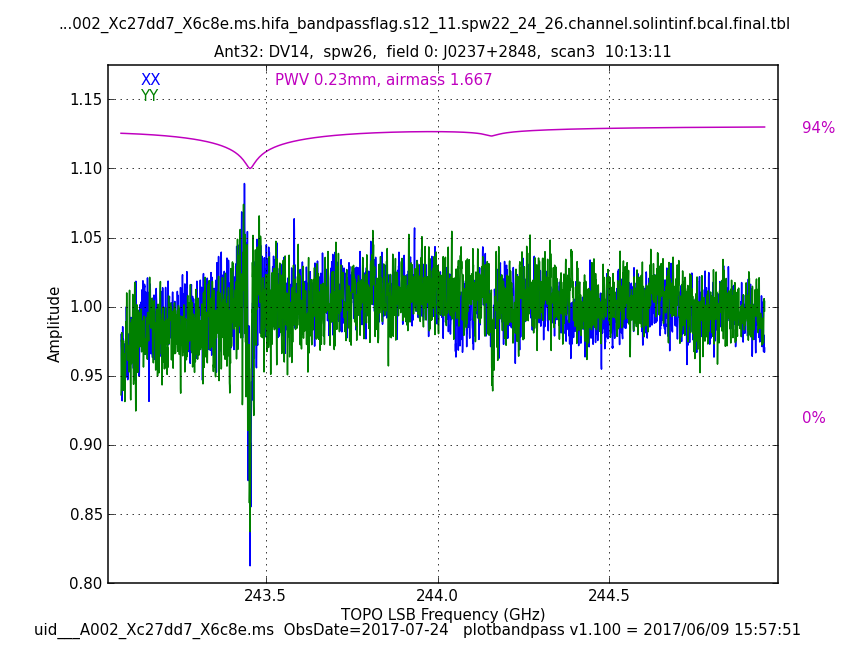 ...002_Xc27dd7_X6c8e.ms.hifa_bandpassflag.s12_11.spw22_24_26.channel.solintinf.bcal.final.tbl
Ant32: DV14,  spw26,  field 0: J0237+2848,  scan3  10:13:11
XX
YY
PWV 0.23mm, airmass 1.667
94%
0%
1.15
1.10
1.05
1.00
0.95
0.90
0.85
0.80
Amplitude
243.5
244.0
244.5
TOPO LSB Frequency (GHz)
uid___A002_Xc27dd7_X6c8e.ms  ObsDate=2017-07-24   plotbandpass v1.100 = 2017/06/09 15:57:51